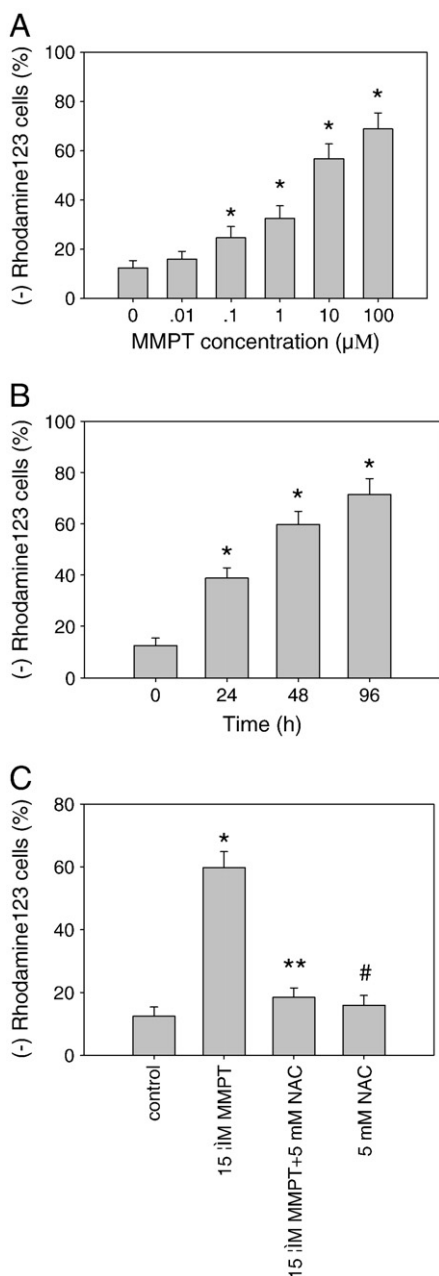 A
(-) Rhodamine123 cells (%)
100
80
60
40
20
0
*
*
*
*
0 .01 .1 1 10 100
MMPT concentration (µM)
B
(-) Rhodamine123 cells (%)
100
80
60
40
20
0
*
*
*
0 24 48 96
Time (h)
C
(-) Rhodamine123 cells (%)
80
60
40
20
0
*
**
#
control
15 ¦ÌM MMPT
15 ¦ÌM MMPT+5 mM NAC
5 mM NAC